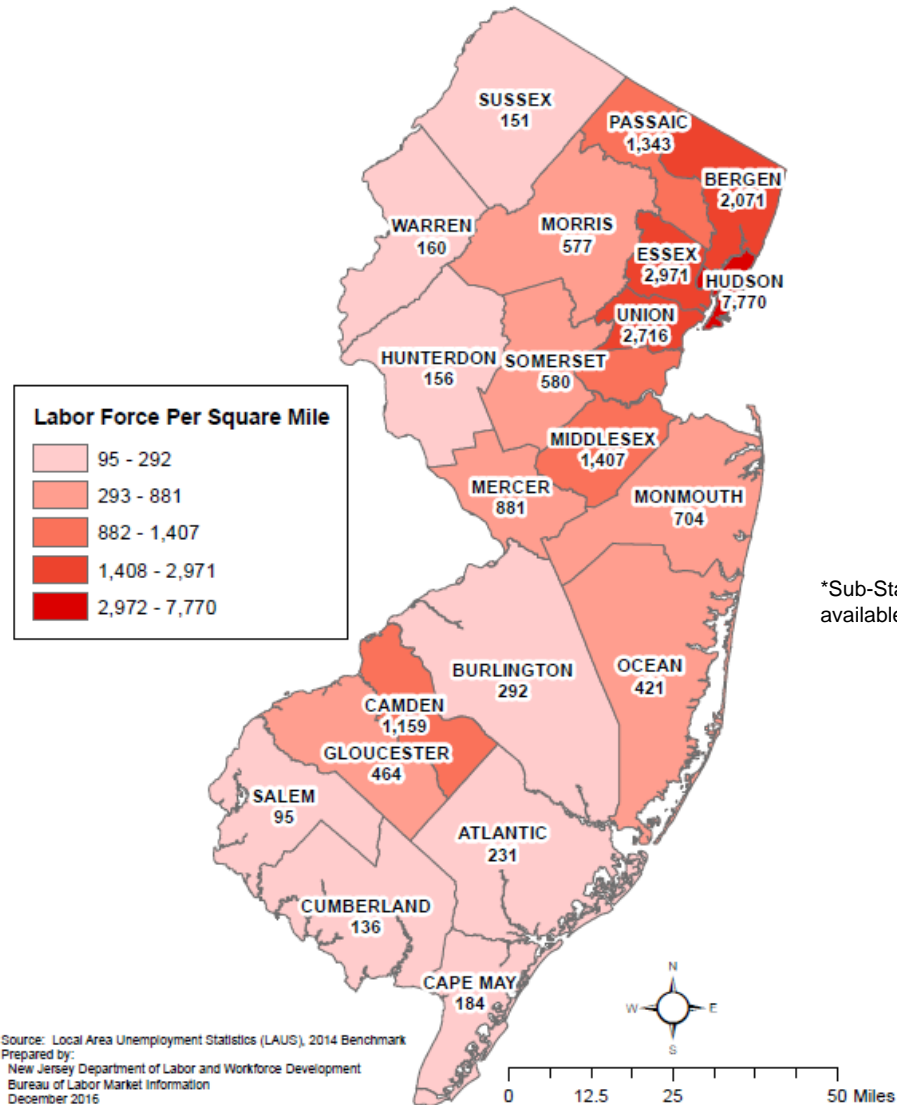 SUSSEX
151
PASSAIC
1,343
BERGEN
2,071
WARREN
160
MORRIS
577
ESSEX
2,971
HUDSON
7,770
UNION
2,716
HUNTERDON
156
SOMERSET
580
Labor Force Per Square Mile
95 - 292
293 - 881
882 - 1,407
1,408 - 2,971
2,972 - 7,770
MIDDLESEX
1,407
MERCER
881
MONMOUTH
704
*Sub-Sta
available
BURLINGTON
292
OCEAN
421
CAMDEN
1,159
GLOUCESTER
464
SALEM
95
ATLANTIC
231
CUMBERLAND
136
CAPE MAY
184
N
W E
S
Source: Local Area Unemployment Statistics (LAUS), 2014 Benchmark
Prepared by:
New Jersey Department of Labor and Workforce Development
Bureau of Labor Market Information
December 2016
0 12.5 25 50 Miles